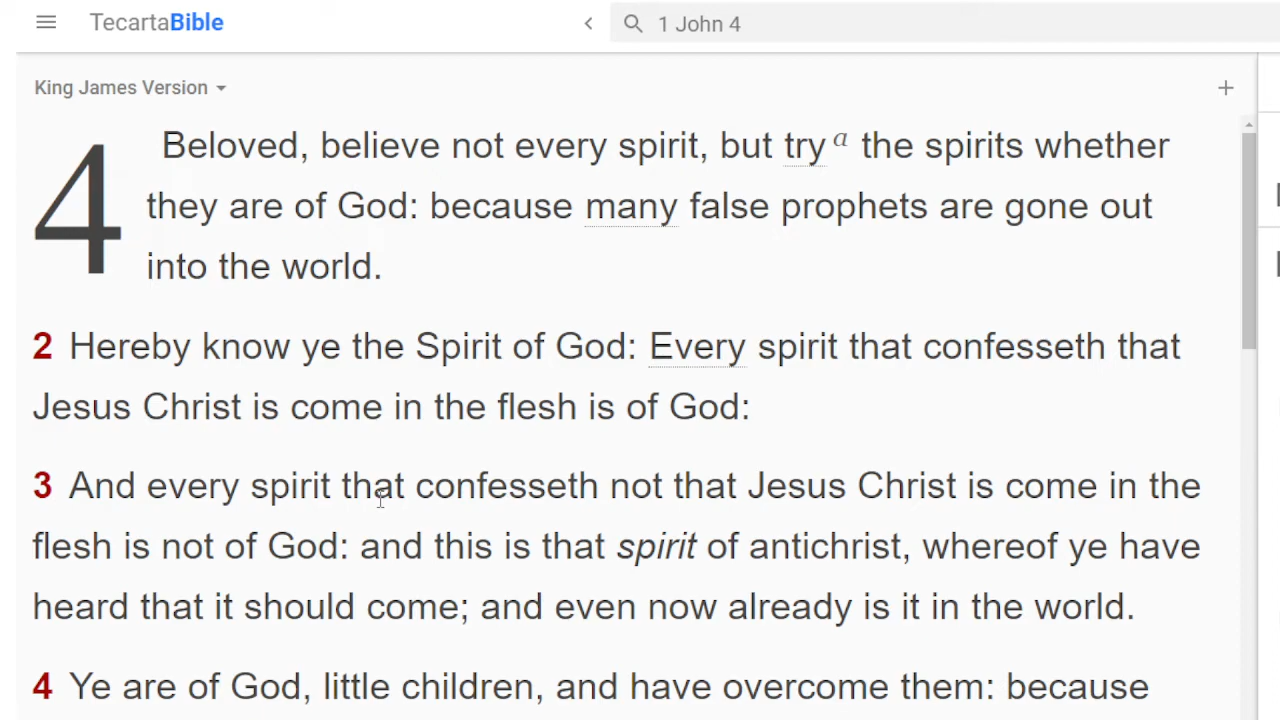 TecartaBible
1 John 4
King James Version
4 Beloved, believe not every spirit, but try a the spirits whether
they are of God: because many false prophets are gone out
into the world.
2 Hereby know ye the Spirit of God: Every spirit that confesseth that
Jesus Christ is come in the flesh is of God:
3 And every spirit that confesseth not that Jesus Christ is come in the
flesh is not of God: and this is that spirit of antichrist, whereof ye have
heard that it should come; and even now already is it in the world.
4 Ye are of God, little children, and have overcome them: because